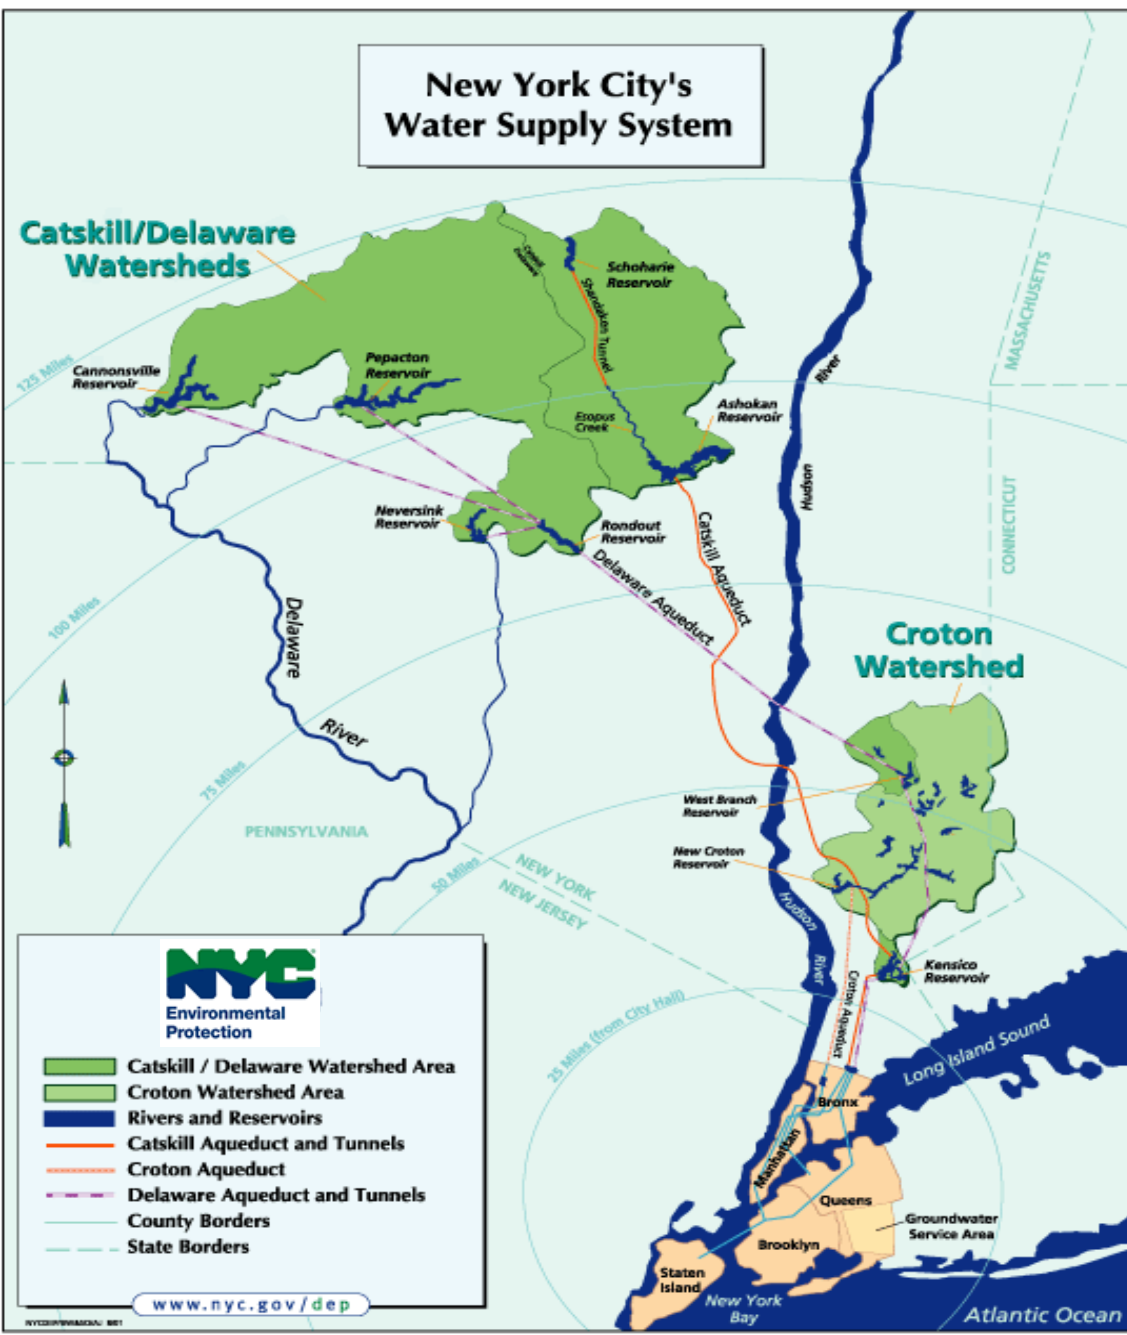 New York City's
Water Supply System
Catskill/Delaware
Watersheds
125 Miles
Catskill
Delaware
Schoharie
Reservoir
Shandaken Tunnel
Cannonsville
Reservoir
Pepacton
Reservoir
Esopus
Creek
Ashokan
Reservoir
River
Hudson
MASSACHUSETTS
CONNECTICUT
Neversink
Reservoir
Rondout
Reservoir
Catskill Aqueduct
Delaware Aqueduct
100 Miles
Delaware
River
Croton
Watershed
75 Miles
PENNSYLVANIA
West Branch
Reservoir
New Croton
Reservoir
50 Miles
NEW YORK
NEW JERSEY
Hudson
River
Croton Aqueduct
Kensico
Reservoir
25 Miles (from City Hall)
Long Island Sound
Bronx
Manhattan
Queens
Groundwater
Service Area
Brooklyn
Staten
Island
New York
Bay
Atlantic Ocean
NYC
Environmental
Protection
Catskill / Delaware Watershed Area
Croton Watershed Area
Rivers and Reservoirs
Catskill Aqueduct and Tunnels
Croton Aqueduct
Delaware Aqueduct and Tunnels
County Borders
State Borders
www.nyc.gov/dep